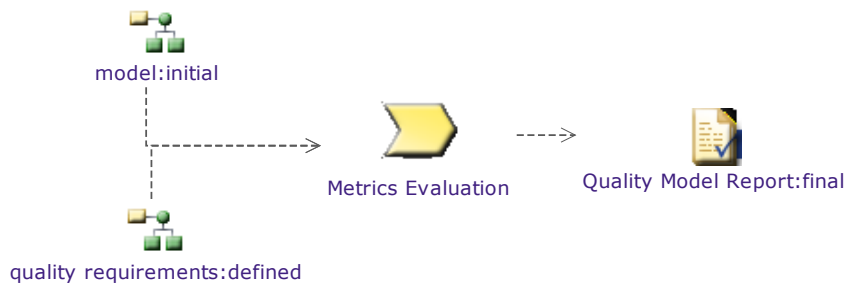 model:initial
Metrics Evaluation
Quality Model Report:final
quality requirements:defined